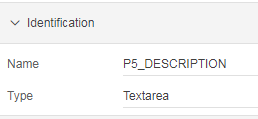 Identification
Name P5_DESCRIPTION
Type Textarea